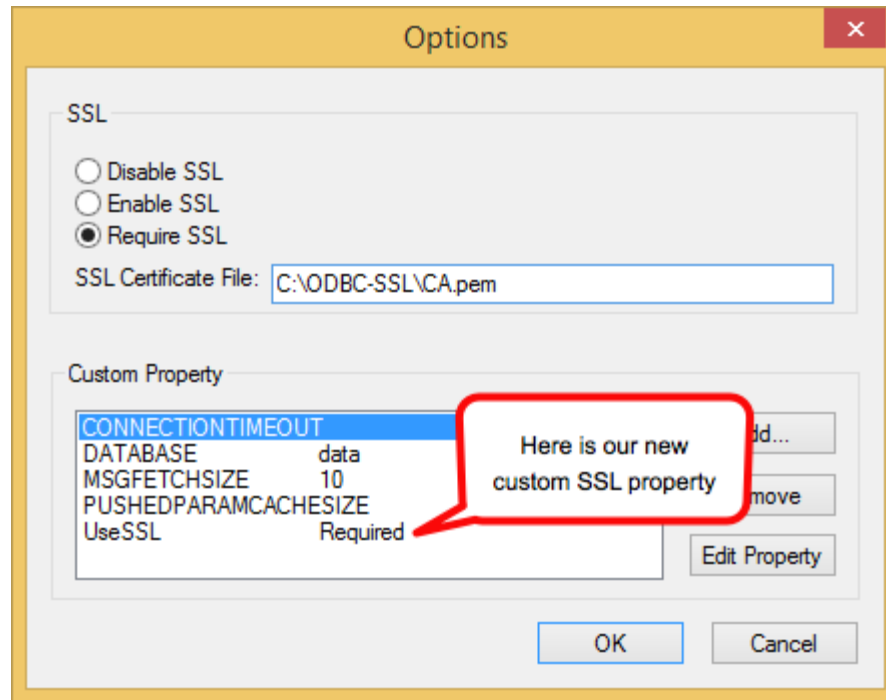 Options
SSL
Disable SSL
Enable SSL
Require SSL
SSL Certificate File: C:\ODBC-SSL\CA.pem
Custom Property
CONNECTIONTIMEOUT
DATABASE data
MSGFETCHSIZE 10
PUSHEDPARAMCACHESIZE
UseSSL Required
Here is our new
custom SSL property
Edit Property
OK Cancel